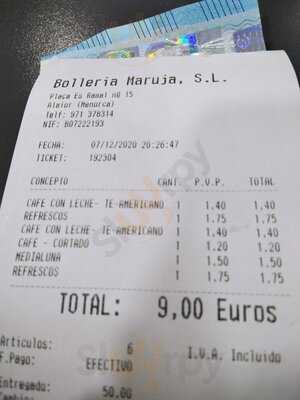 Bolleria Maruja, S.L.
Plaça Es Ramal nº 15
Alaior (Menorca)
Telf: 971 378314
NIF: B07222193
FECHA: 07/12/2020 20:26:47
TICKET: 192304
CONCEPTO CANT. P.V.P. TOTAL
CAFE CON LECHE- TE AMERICANO 1 1.40 1,40
REFRESCOS 1 1.75 1.75
CAFE CON LECHE- TE AMERICANO 1 1.40 1.40
CAFE - CORTADO 1 1.20 1.20
MEDIALUNA 1 1.50 1.50
REFRESCOS 1 1.75 1.75
TOTAL: 9,00 Euros
Articulos: 6 I.V.A. Incluido
F.Pago: EFECTIVO
Entregado: 50.00
Cambio: